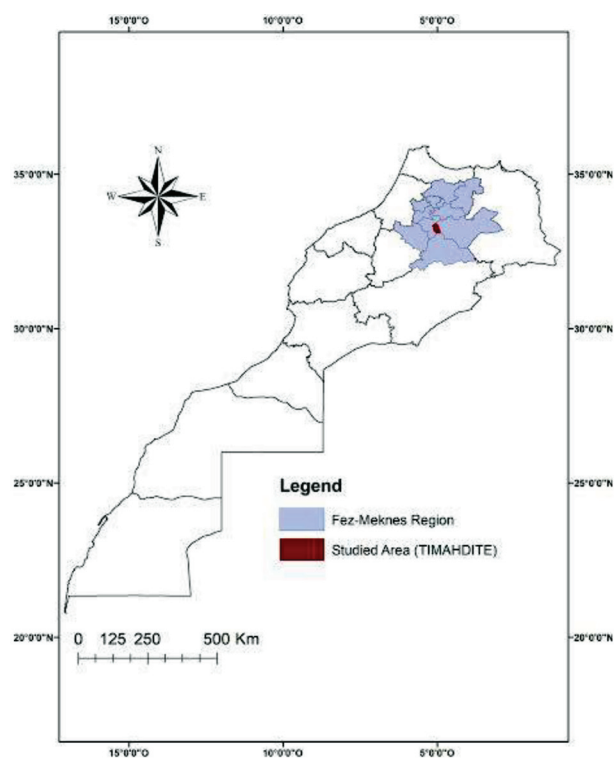 15°0'0"W 10°0'0"W 5°0'0"W
N
W E
S
35°0'0"N 35°0'0"N
30°0'0"N 30°0'0"N
25°0'0"N 25°0'0"N
20°0'0"N 20°0'0"N
Legend
Fez-Meknes Region
Studied Area (TIMAHDITE)
0 125 250 500 Km
15°0'0"W 10°0'0"W 5°0'0"W